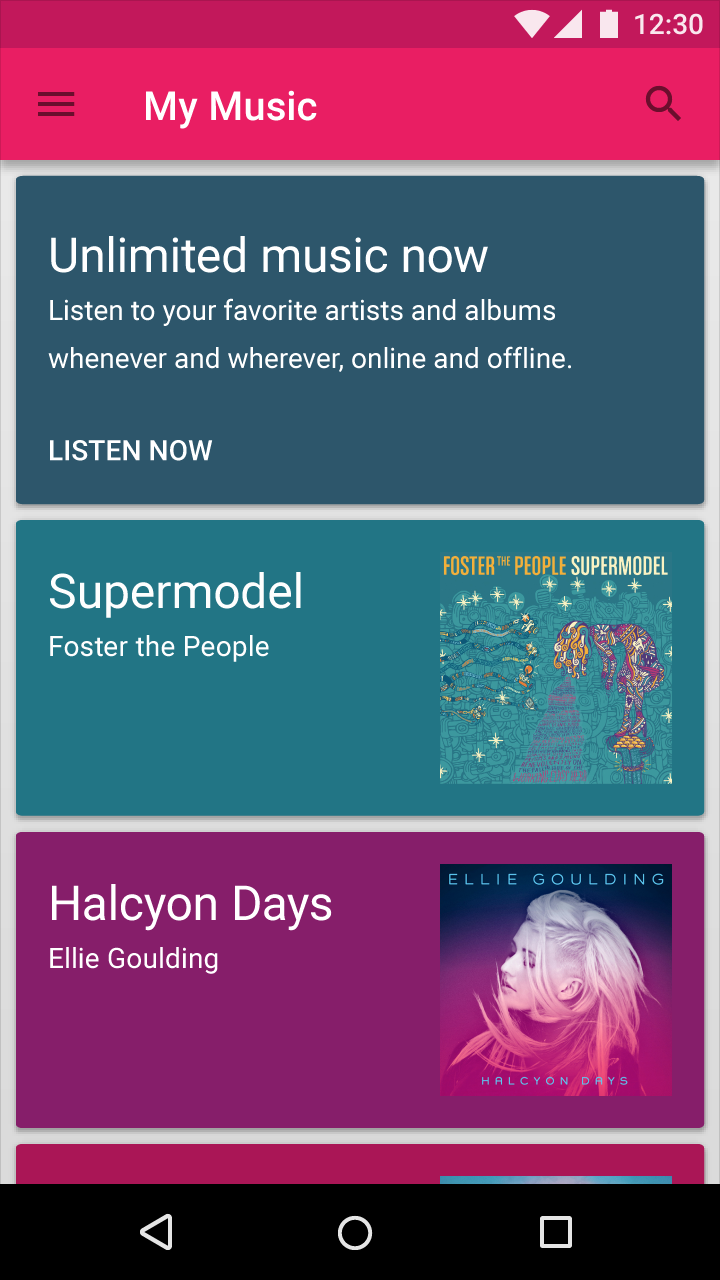 12:30
My Music
Unlimited music now
Listen to your favorite artists and albums
whenever and wherever, online and offline.
LISTEN NOW
Supermodel
Foster the People
FOSTER THE PEOPLE SUPERMODEL
Halcyon Days
Ellie Goulding
ELLIE GOULDING
HALCYON DAYS